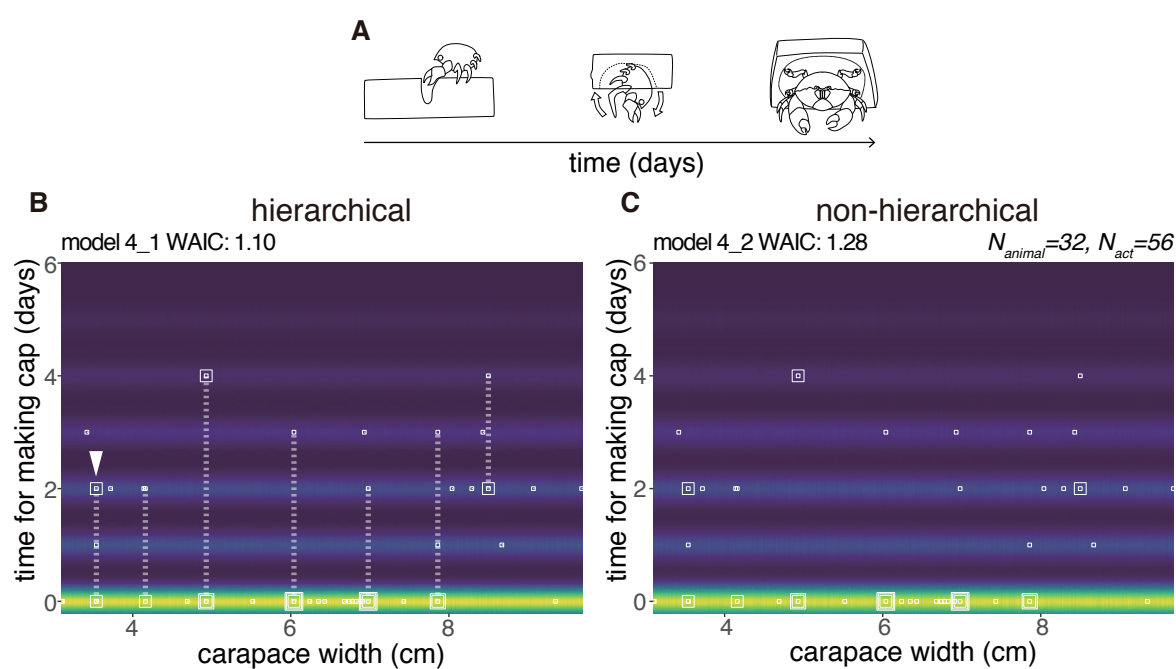 A
time (days)
B
hierarchical
model 4_1 WAIC: 1.10
time for making cap (days)
6
4
2
0
4
6
8
carapace width (cm)
C
non-hierarchical
model 4_2 WAIC: 1.28
N_animal=32, N_act=56
time for making cap (days)
6
4
2
0
4
6
8
carapace width (cm)